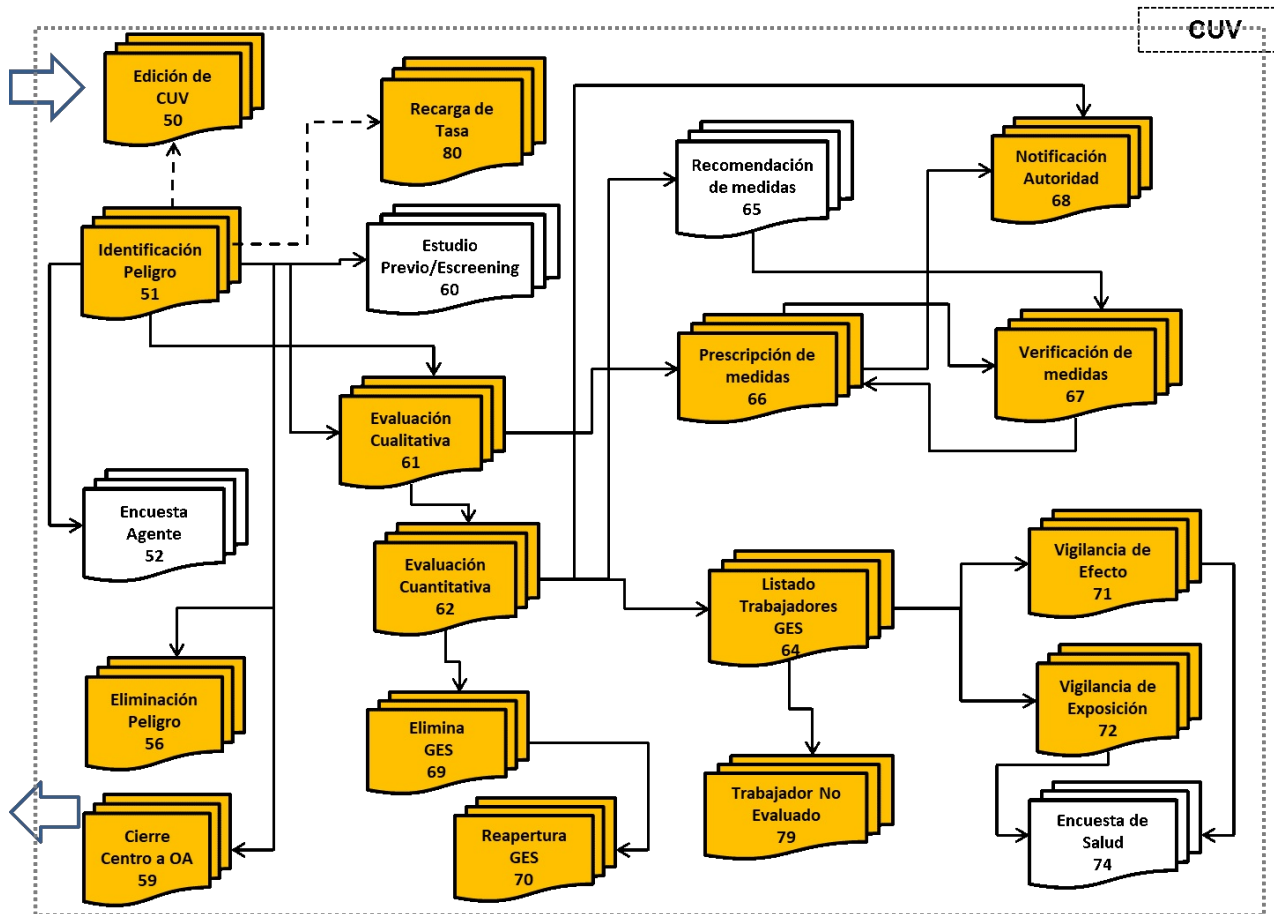 CUV
Edición de
CUV
50
Recarga de
Tasa
80
Recomendación
de medidas
65
Notificación
Autoridad
68
Identificación
Peligro
51
Estudio
Previo/Escreening
60
Prescripción de
medidas
66
Verificación de
medidas
67
Evaluación
Cualitativa
61
Encuesta
Agente
52
Evaluación
Cuantitativa
62
Listado
Trabajadores
GES
64
Vigilancia de
Efecto
71
Eliminación
Peligro
56
Elimina
GES
69
Vigilancia de
Exposición
72
Trabajador No
Evaluado
79
Cierre
Centro a OA
59
Reapertura
GES
70
Encuesta de
Salud
74